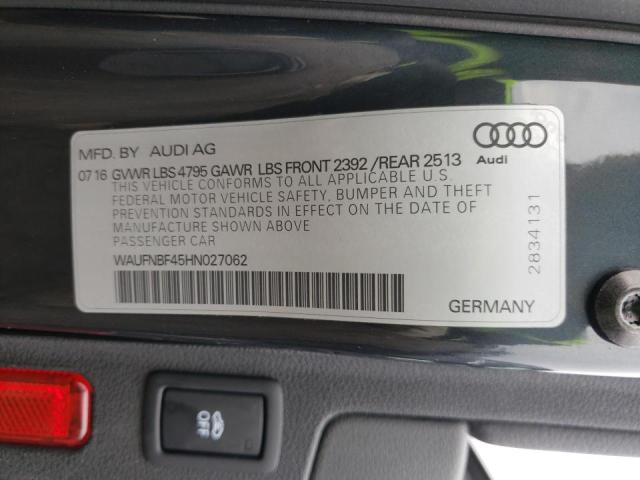 MFD. BY AUDI AG
Audi
07 16 GVWR LBS 4795 GAWR LBS FRONT 2392 /REAR 2513
THIS VEHICLE CONFORMS TO ALL APPLICABLE U.S.
FEDERAL MOTOR VEHICLE SAFETY, BUMPER AND THEFT
PREVENTION STANDARDS IN EFFECT ON THE DATE OF
MANUFACTURE SHOWN ABOVE
PASSENGER CAR
WAUFNBF45HN027062
2834131
GERMANY
OFF